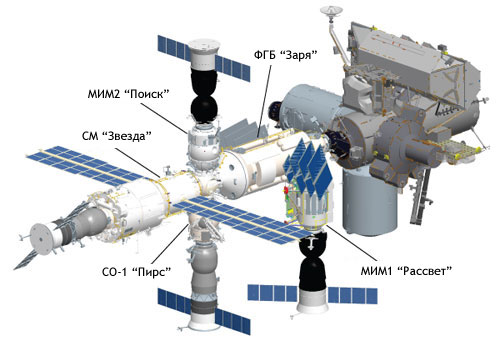 ФГБ “Заря”
МИМ2 “Поиск”
СМ “Звезда”
СО-1 “Пирс”
МИМ1 “Рассвет”